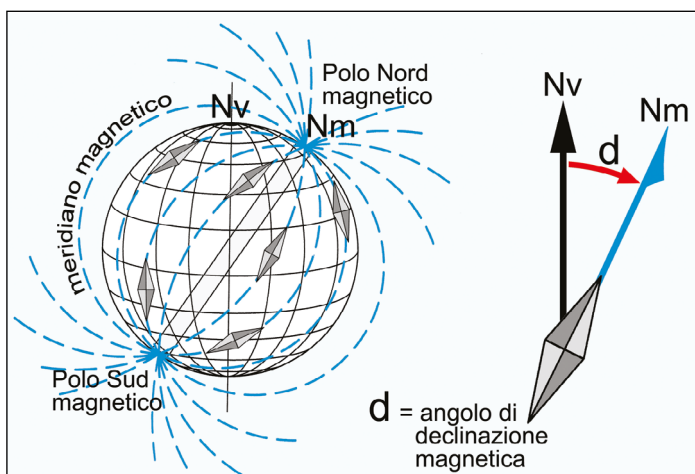 Polo Nord
magnetico
Nv
Nm
meridiano magnetico
Polo Sud
magnetico
Nv
Nm
d
d = angolo di
declinazione
magnetica